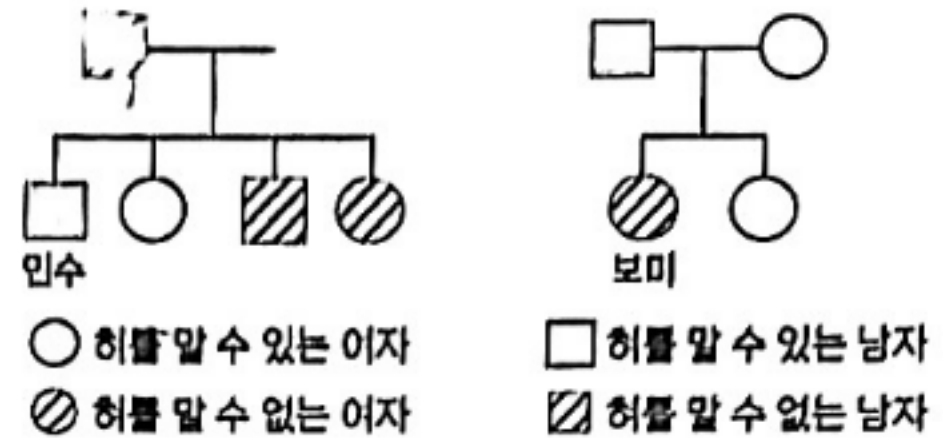 인수
보미
허를 말 수 있는 여자
허를 말 수 있는 남자
허를 말 수 없는 여자
허를 말 수 없는 남자